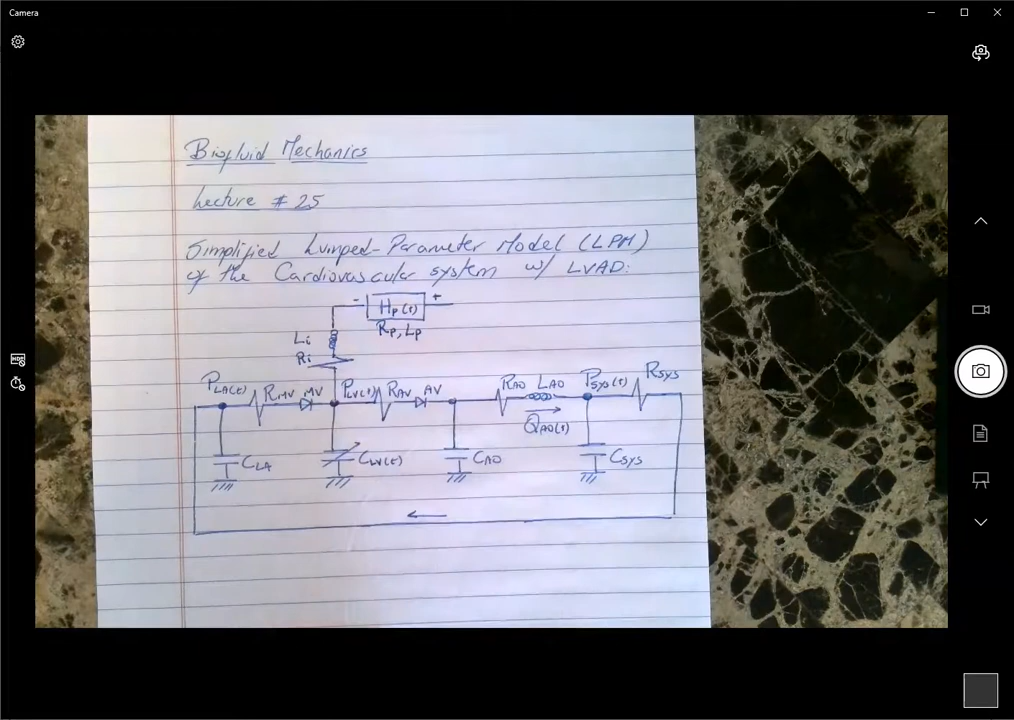 Camera
Biofluid Mechanics
Lecture # 25
Simplified Lumped-Parameter Model (LPM)
of the Cardiovascular system w/ LVAD:
- Hp(t) +
Rp, Lp
Li
Ri
PLA(t) RMV MV PLV(t) RAV AV RAO LAO PSYS(t) RSYS
QAO(t)
CLA CLV(t) CAO CSYS